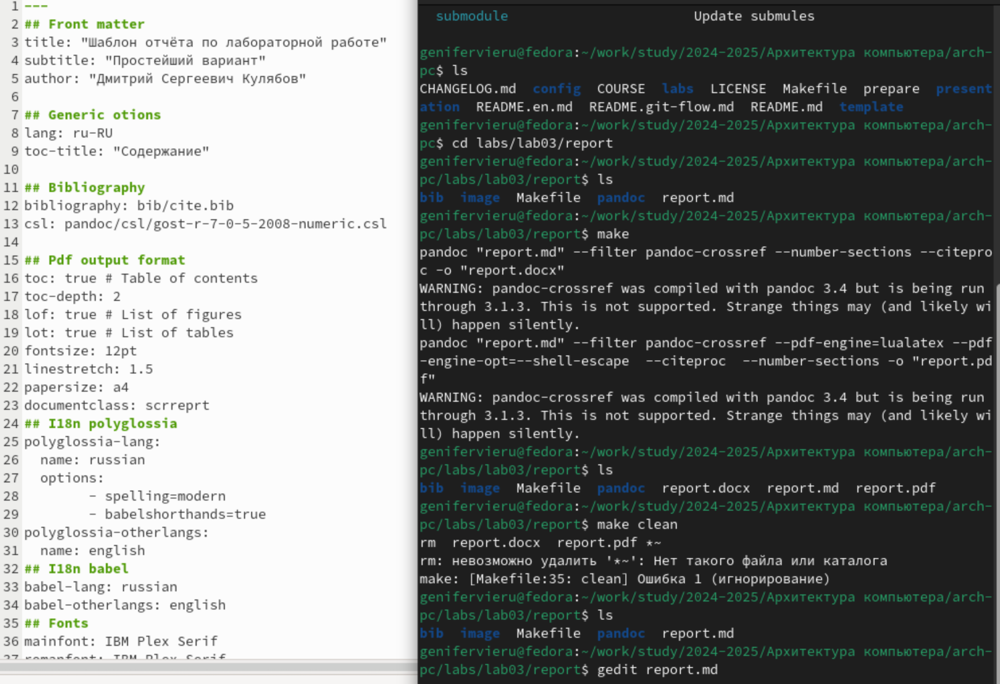 1 ---
2 ## Front matter
3 title: "Шаблон отчёта по лабораторной работе"
4 subtitle: "Простейший вариант"
5 author: "Дмитрий Сергеевич Кулябов"
6
7 ## Generic otions
8 lang: ru-RU
9 toc-title: "Содержание"
10
11 ## Bibliography
12 bibliography: bib/cite.bib
13 csl: pandoc/csl/gost-r-7-0-5-2008-numeric.csl
14
15 ## Pdf output format
16 toc: true # Table of contents
17 toc-depth: 2
18 lof: true # List of figures
19 lot: true # List of tables
20 fontsize: 12pt
21 linestretch: 1.5
22 papersize: a4
23 documentclass: scrreprt
24 ## I18n polyglossia
25 polyglossia-lang:
26   name: russian
27   options:
28         - spelling=modern
29         - babelshorthands=true
30 polyglossia-otherlangs:
31   name: english
32 ## I18n babel
33 babel-lang: russian
34 babel-otherlangs: english
35 ## Fonts
36 mainfont: IBM Plex Serif
37 romanfont: IBM Plex Serif
submodule Update submules
genifervieru@fedora:~/work/study/2024-2025/Архитектура компьютера/arch-
pc$ ls
CHANGELOG.md config COURSE labs LICENSE Makefile prepare present
ation README.en.md README.git-flow.md README.md template
genifervieru@fedora:~/work/study/2024-2025/Архитектура компьютера/arch-
pc$ cd labs/lab03/report
genifervieru@fedora:~/work/study/2024-2025/Архитектура компьютера/arch-
pc/labs/lab03/report$ ls
bib image Makefile pandoc report.md
genifervieru@fedora:~/work/study/2024-2025/Архитектура компьютера/arch-
pc/labs/lab03/report$ make
pandoc "report.md" --filter pandoc-crossref --number-sections --citepro
c -o "report.docx"
WARNING: pandoc-crossref was compiled with pandoc 3.4 but is being run
through 3.1.3. This is not supported. Strange things may (and likely wi
ll) happen silently.
pandoc "report.md" --filter pandoc-crossref --pdf-engine=lualatex --pdf
-engine-opt=--shell-escape --citeproc --number-sections -o "report.pd
f"
WARNING: pandoc-crossref was compiled with pandoc 3.4 but is being run
through 3.1.3. This is not supported. Strange things may (and likely wi
ll) happen silently.
genifervieru@fedora:~/work/study/2024-2025/Архитектура компьютера/arch-
pc/labs/lab03/report$ ls
bib image Makefile pandoc report.docx report.md report.pdf
genifervieru@fedora:~/work/study/2024-2025/Архитектура компьютера/arch-
pc/labs/lab03/report$ make clean
rm report.docx report.pdf *~
rm: невозможно удалить '*~': Нет такого файла или каталога
make: [Makefile:35: clean] Ошибка 1 (игнорирование)
genifervieru@fedora:~/work/study/2024-2025/Архитектура компьютера/arch-
pc/labs/lab03/report$ ls
bib image Makefile pandoc report.md
genifervieru@fedora:~/work/study/2024-2025/Архитектура компьютера/arch-
pc/labs/lab03/report$ gedit report.md